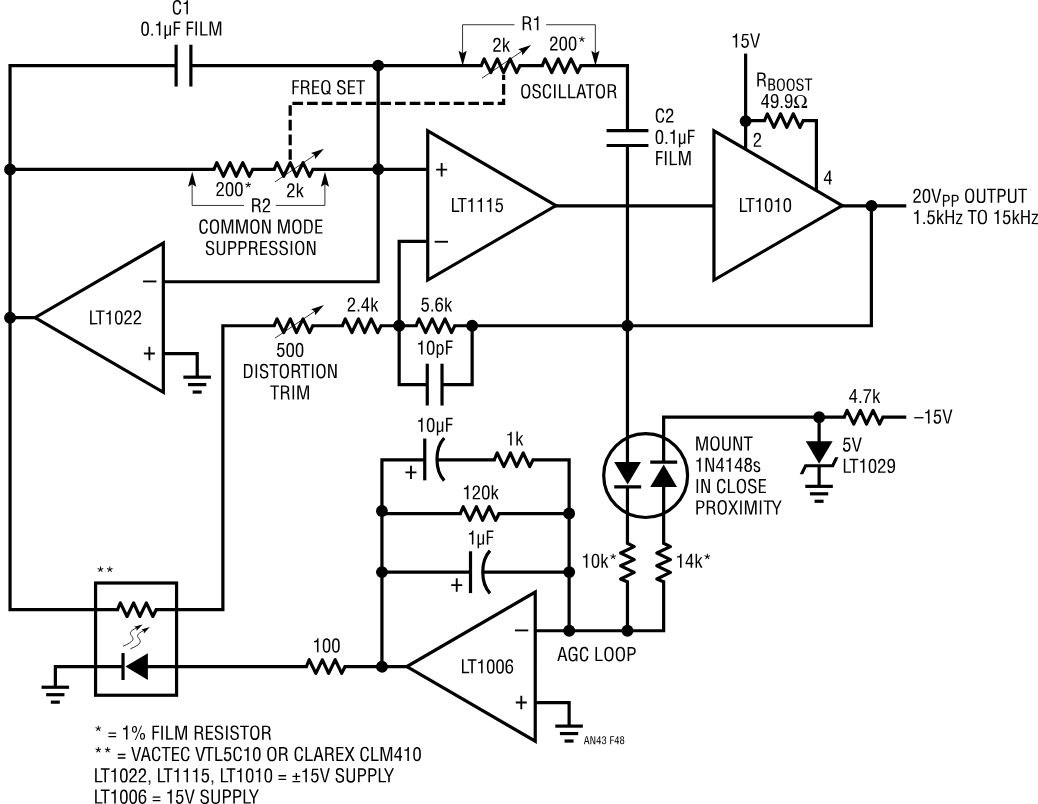 C1
0.1µF FILM
R1
2k
200*
FREQ SET
OSCILLATOR
15V
RBOOST
49.9Ω
C2
0.1µF
FILM
2
4
200*
2k
R2
COMMON MODE
SUPPRESSION
+
LT1115
–
LT1010
20VPP OUTPUT
1.5kHz TO 15kHz
–
LT1022
+
500
DISTORTION
TRIM
2.4k
5.6k
10pF
4.7k
–15V
10µF
+
1k
MOUNT
1N4148s
IN CLOSE
PROXIMITY
5V
LT1029
120k
1µF
+
10k*
14k*
**
100
–
LT1006
+
AGC LOOP
AN43 F48
* = 1% FILM RESISTOR
** = VACTEC VTL5C10 OR CLAREX CLM410
LT1022, LT1115, LT1010 = ±15V SUPPLY
LT1006 = 15V SUPPLY